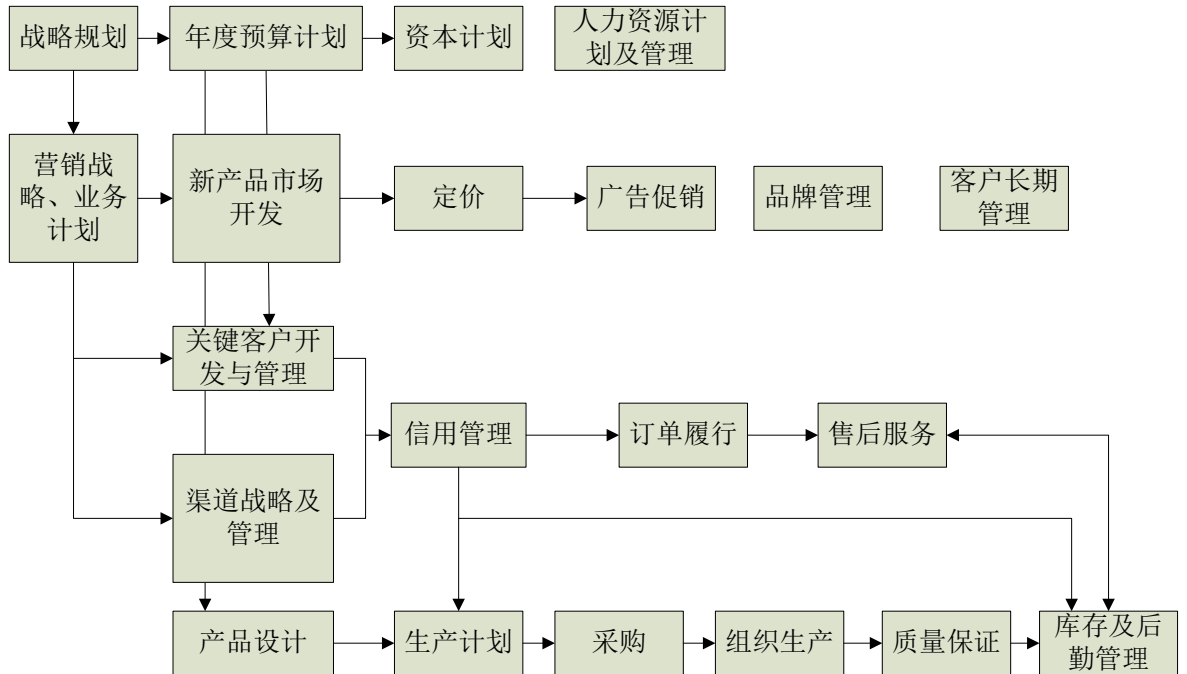 战略规划
年度预算计划
资本计划
人力资源计
划及管理
营销战
略、业务
计划
新产品市场
开发
定价
广告促销
品牌管理
客户长期
管理
关键客户开
发与管理
信用管理
订单履行
售后服务
渠道战略及
管理
产品设计
生产计划
采购
组织生产
质量保证
库存及后
勤管理